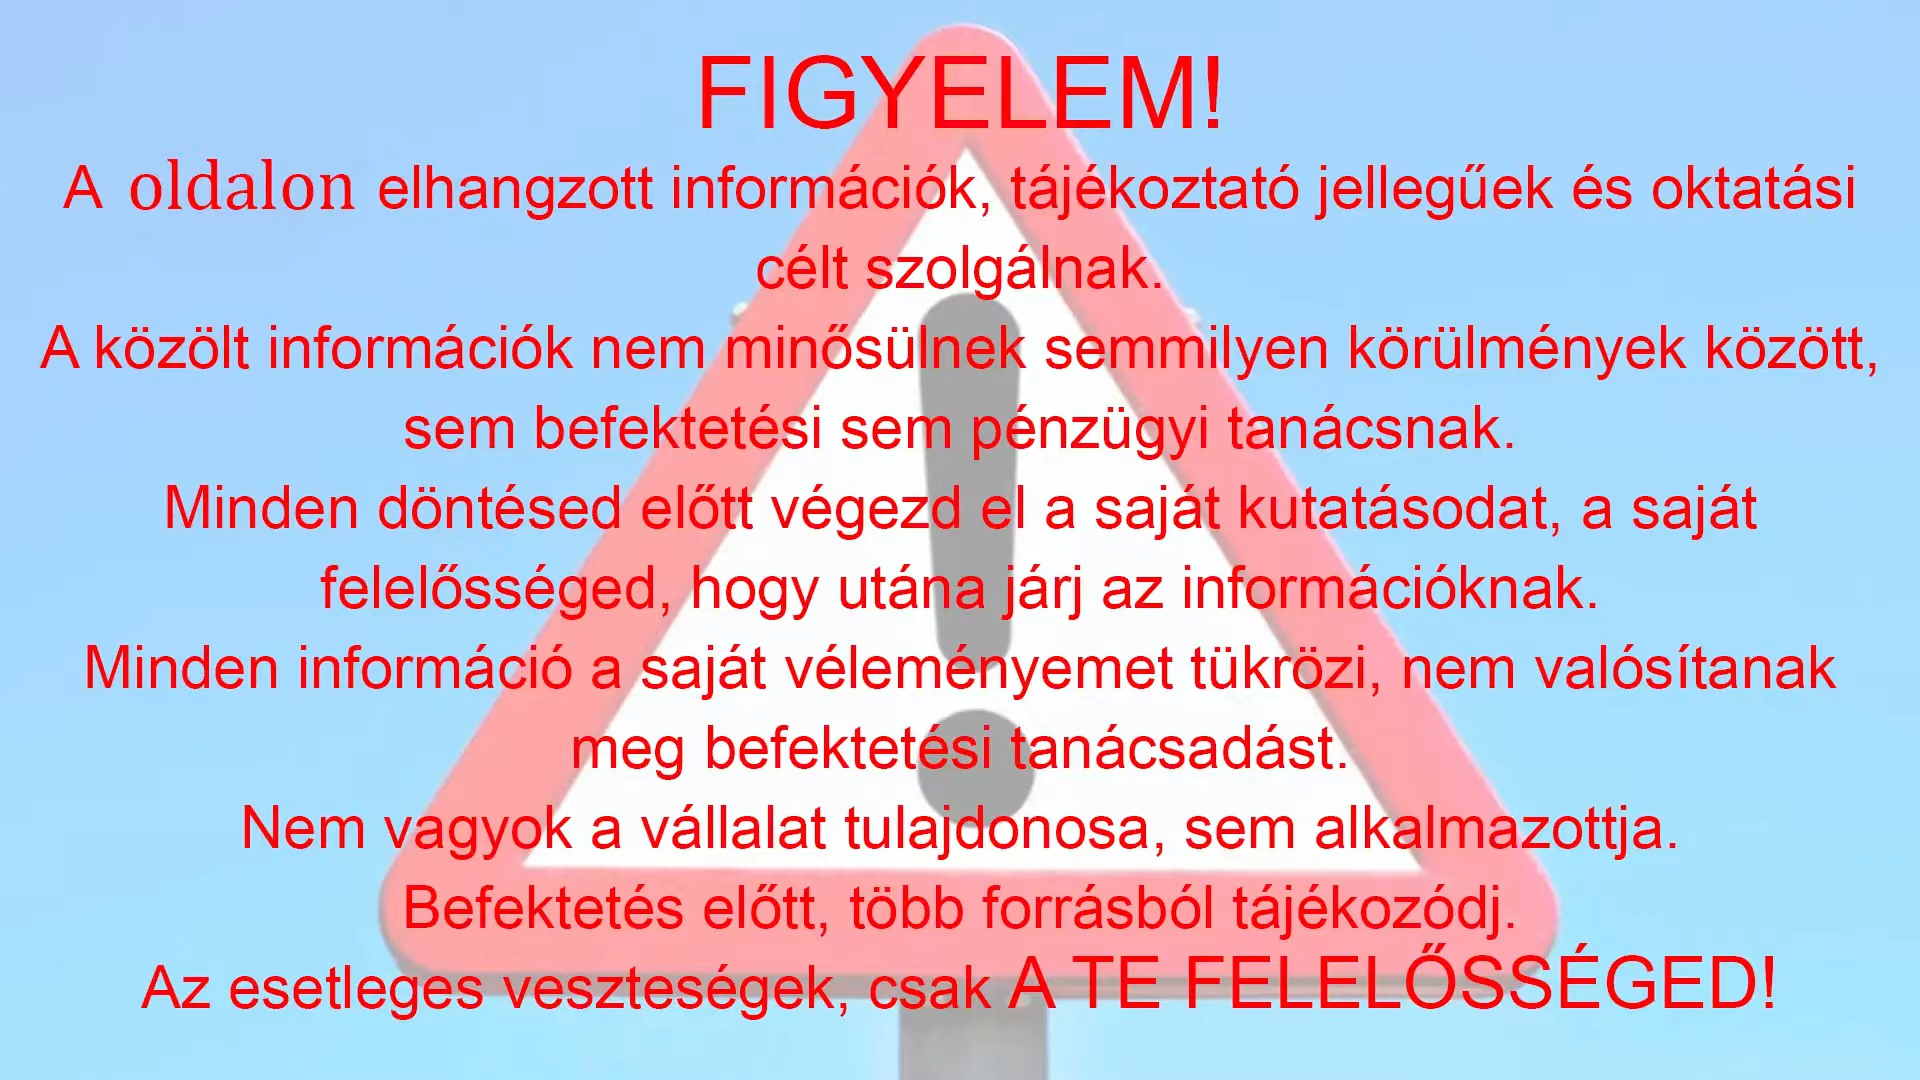 FIGYELEM!
A oldalon elhangzott információk, tájékoztató jellegűek és oktatási
célt szolgálnak.
A közölt információk nem minősülnek semmilyen körülmények között,
sem befektetési sem pénzügyi tanácsnak.
Minden döntésed előtt végezd el a saját kutatásodat, a saját
felelősséged, hogy utána járj az információknak.
Minden információ a saját véleményemet tükrözi, nem valósítanak
meg befektetési tanácsadást.
Nem vagyok a vállalat tulajdonosa, sem alkalmazottja.
Befektetés előtt, több forrásból tájékozódj.
Az esetleges veszteségek, csak A TE FELELŐSSÉGED!